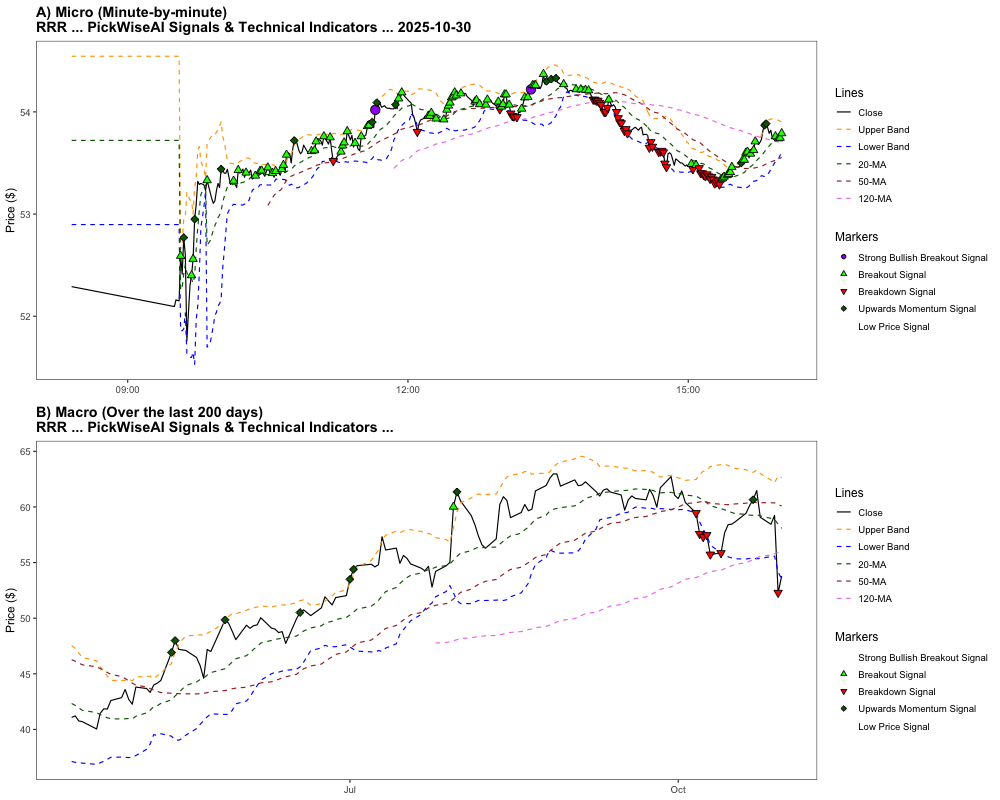 A) Micro (Minute-by-minute)
RRR ... PickWiseAI Signals & Technical Indicators ... 2025-10-30
Price ($)
54
53
52
09:00
12:00
15:00
Lines
Close
Upper Band
Lower Band
20-MA
50-MA
120-MA
Markers
Strong Bullish Breakout Signal
Breakout Signal
Breakdown Signal
Upwards Momentum Signal
Low Price Signal
B) Macro (Over the last 200 days)
RRR ... PickWiseAI Signals & Technical Indicators ...
Price ($)
65
60
55
50
45
40
Jul
Oct
Lines
Close
Upper Band
Lower Band
20-MA
50-MA
120-MA
Markers
Strong Bullish Breakout Signal
Breakout Signal
Breakdown Signal
Upwards Momentum Signal
Low Price Signal